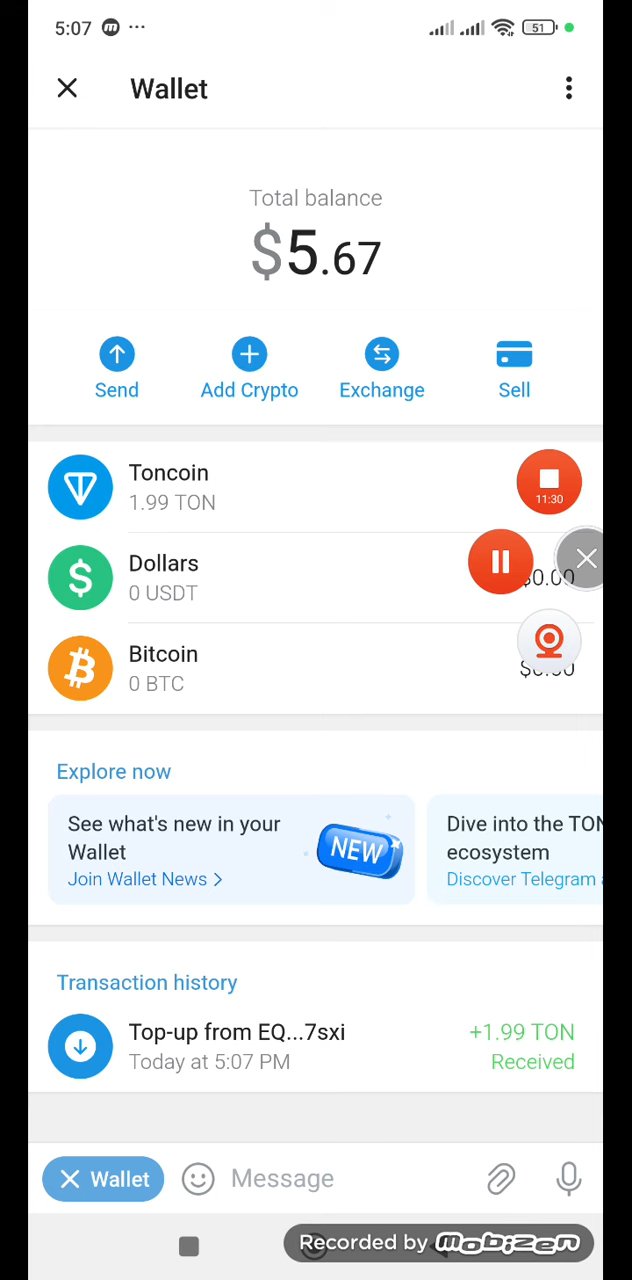 5:07
51
Wallet
Total balance
$5.67
Send
Add Crypto
Exchange
Sell
Toncoin
1.99 TON
11:30
Dollars
0 USDT
$0.00
Bitcoin
0 BTC
$0.00
Explore now
See what's new in your
Wallet
Join Wallet News >
NEW
Dive into the TON
ecosystem
Discover Telegram
Transaction history
Top-up from EQ...7sxi
+1.99 TON
Today at 5:07 PM
Received
Wallet
Message
Recorded by mobizen